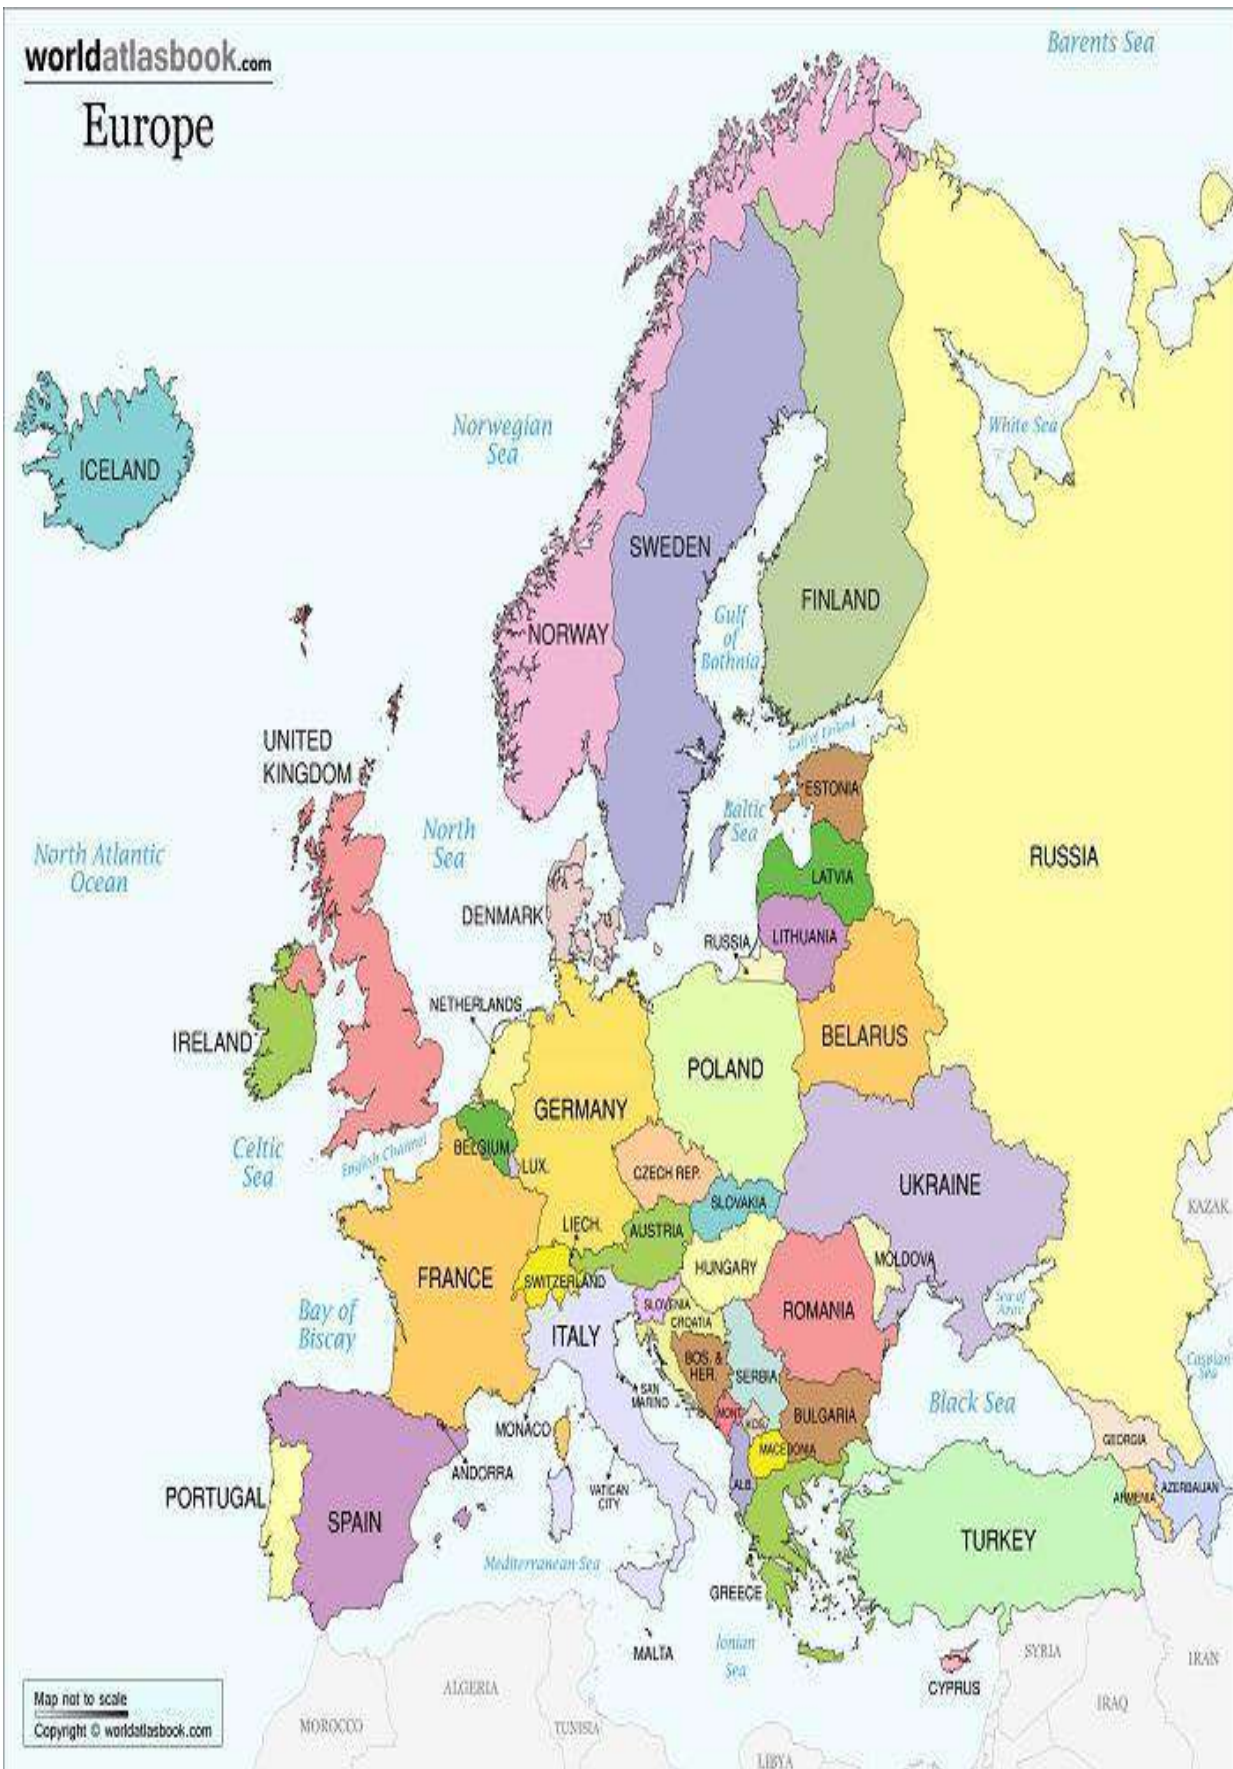 worldatlasbook.com
Europe
Barents Sea
ICELAND
Norwegian
Sea
White Sea
SWEDEN
FINLAND
NORWAY
Gulf
of
Bothnia
Gulf of Finland
UNITED
KINGDOM
ESTONIA
Baltic
Sea
North
Sea
North Atlantic
Ocean
RUSSIA
LATVIA
DENMARK
LITHUANIA
RUSSIA
NETHERLANDS
IRELAND
BELARUS
POLAND
GERMANY
Celtic
Sea
English Channel
BELGIUM
LUX.
CZECH REP.
UKRAINE
SLOVAKIA
KAZAK.
LIECH.
AUSTRIA
MOLDOVA
HUNGARY
FRANCE
SWITZERLAND
Sea of
Azov
SLOVENIA
ROMANIA
CROATIA
Bay of
Biscay
ITALY
BOS. &
HER.
SERBIA
Caspian
Sea
SAN
MARINO
Black Sea
MONT.
KOS.
BULGARIA
MONACO
GEORGIA
MACEDONIA
ANDORRA
VATICAN
CITY
ALB.
ARMENIA
AZERBAIJAN
PORTUGAL
SPAIN
TURKEY
Mediterranean Sea
GREECE
MALTA
Ionian
Sea
SYRIA
IRAN
CYPRUS
ALGERIA
IRAQ
MOROCCO
TUNISIA
LIBYA
Map not to scale
Copyright © worldatlasbook.com